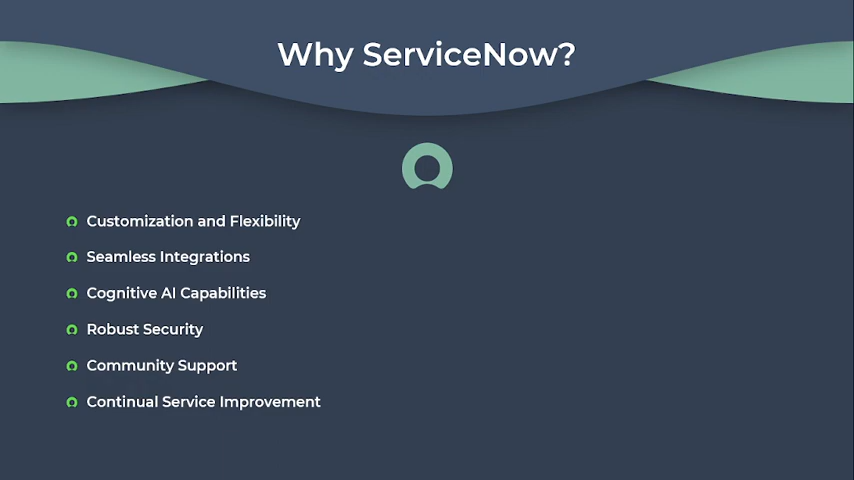 Why ServiceNow?
Customization and Flexibility
Seamless Integrations
Cognitive AI Capabilities
Robust Security
Community Support
Continual Service Improvement